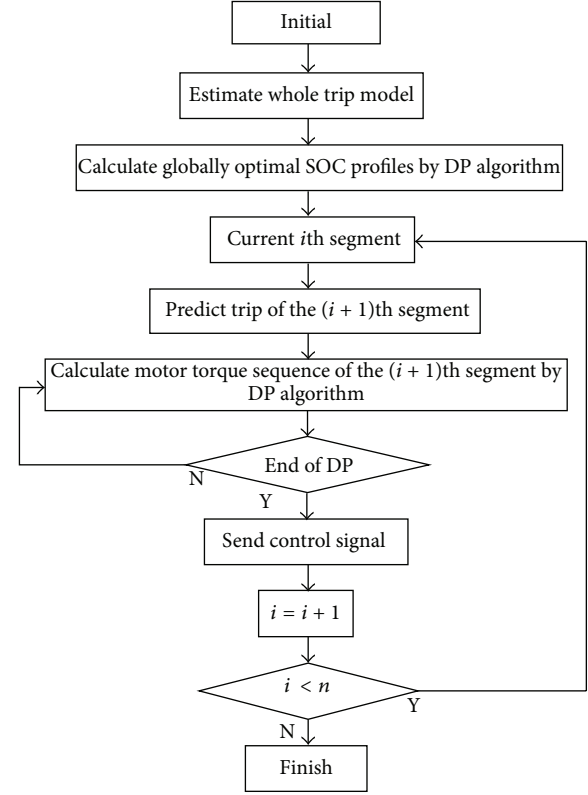 Initial
Estimate whole trip model
Calculate globally optimal SOC profiles by DP algorithm
Current ith segment
Predict trip of the (i + 1)th segment
Calculate motor torque sequence of the (i + 1)th segment by
DP algorithm
End of DP
N
Y
Send control signal
i = i + 1
i < n
Y
N
Finish